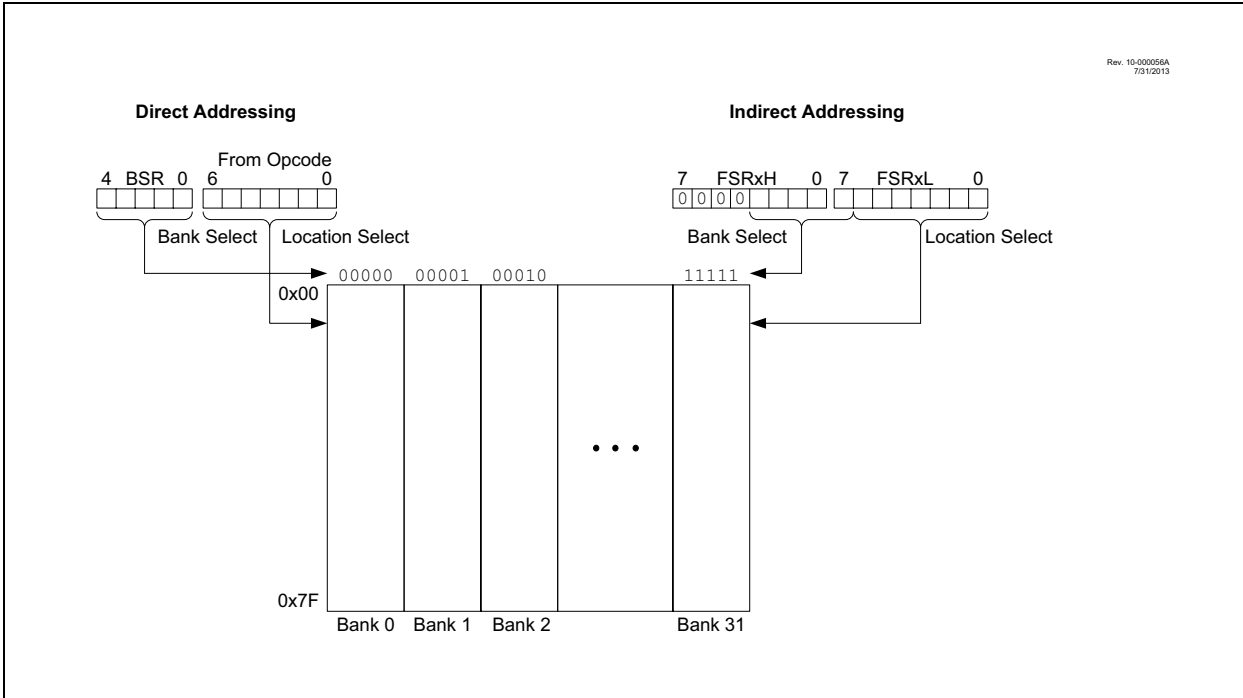 Rev. 10-000056A
7/31/2013
Direct Addressing
Indirect Addressing
From Opcode
4 BSR 0 6 0
7 FSRxH 0 7 FSRxL 0
0 0 0 0
Bank Select Location Select
Bank Select Location Select
00000 00001 00010 11111
0x00
0x7F
Bank 0 Bank 1 Bank 2 Bank 31